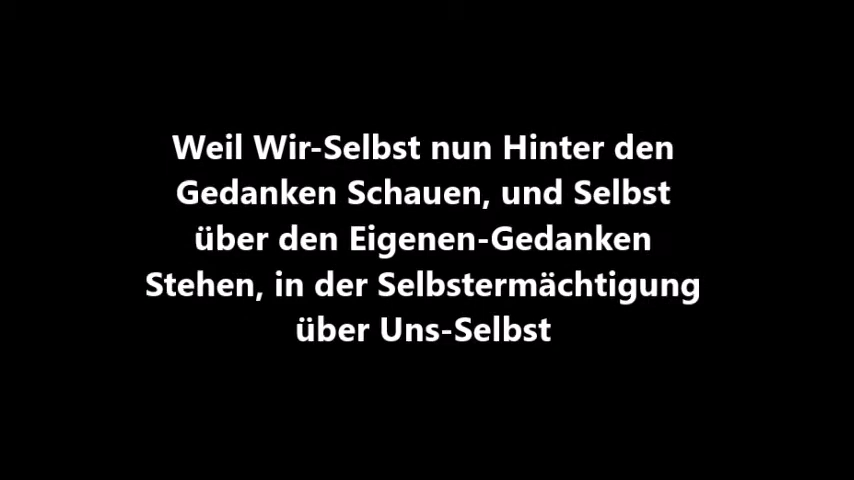 Weil Wir-Selbst nun Hinter den
Gedanken Schauen, und Selbst
über den Eigenen-Gedanken
Stehen, in der Selbstermächtigung
über Uns-Selbst